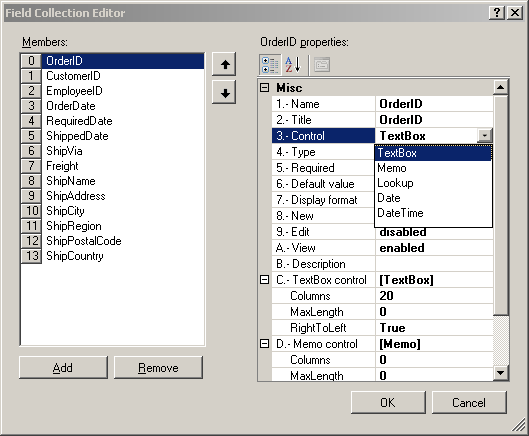 Field Collection Editor
Members:
0 OrderID
1 CustomerID
2 EmployeeID
3 OrderDate
4 RequiredDate
5 ShippedDate
6 ShipVia
7 Freight
8 ShipName
9 ShipAddress
10 ShipCity
11 ShipRegion
12 ShipPostalCode
13 ShipCountry
Add Remove
OrderID properties:
Misc
1.- Name OrderID
2.- Title OrderID
3.- Control TextBox
4.- Type
5.- Required
6.- Default value
7.- Display format
8.- New
TextBox
Memo
Lookup
Date
DateTime
9.- Edit disabled
A.- View enabled
B.- Description
C.- TextBox control [TextBox]
Columns 20
MaxLength 0
RightToLeft True
D.- Memo control [Memo]
Columns 0
MaxLength 0
OK Cancel